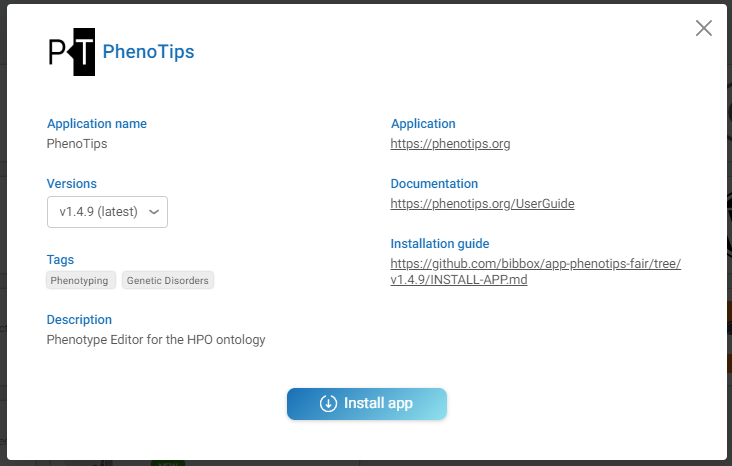 PT PhenoTips
Application name
PhenoTips
Versions
v1.4.9 (latest)
Tags
Phenotyping Genetic Disorders
Description
Phenotype Editor for the HPO ontology
Application
https://phenotips.org
Documentation
https://phenotips.org/UserGuide
Installation guide
https://github.com/bibbox/app-phenotips-fair/tree/
v1.4.9/INSTALL-APP.md
Install app